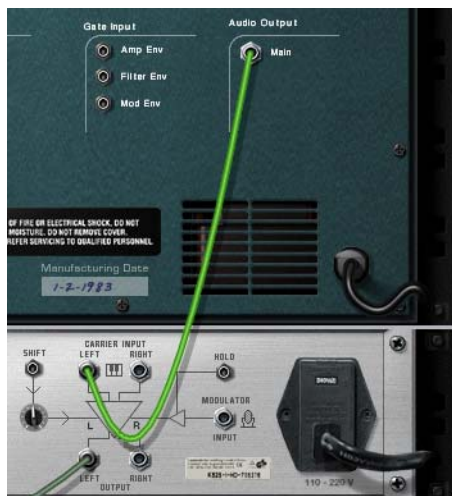 Gate Input
Audio Output
Amp Env
Main
Filter Env
Mod Env
OF FIRE OR ELECTRICAL SHOCK, DO NOT
MOISTURE. DO NOT REMOVE COVER.
REFER SERVICING TO QUALIFIED PERSONNEL
Manufacturing Date
1-2-1983
CARRIER INPUT
SHIFT
LEFT
RIGHT
HOLD
MODULATOR
L
R
INPUT
LEFT
RIGHT
OUTPUT
110 - 220 V